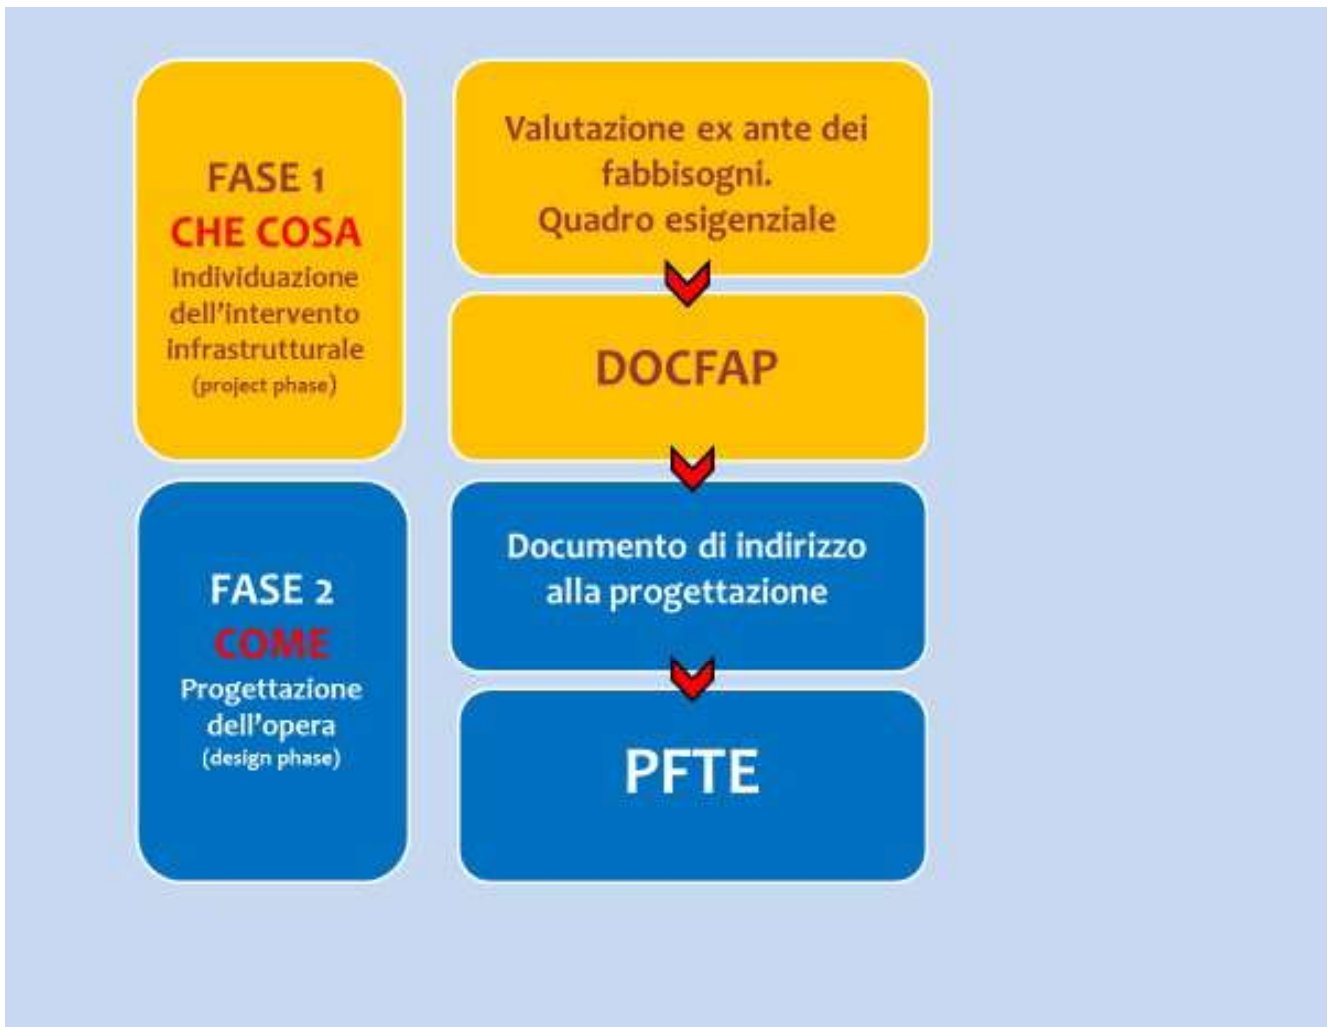 FASE 1
CHE COSA
Individuazione
dell'intervento
infrastrutturale
(project phase)
Valutazione ex ante dei
fabbisogni.
Quadro esigenziale
DOCFAP
FASE 2
COME
Progettazione
dell'opera
(design phase)
Documento di indirizzo
alla progettazione
PFTE